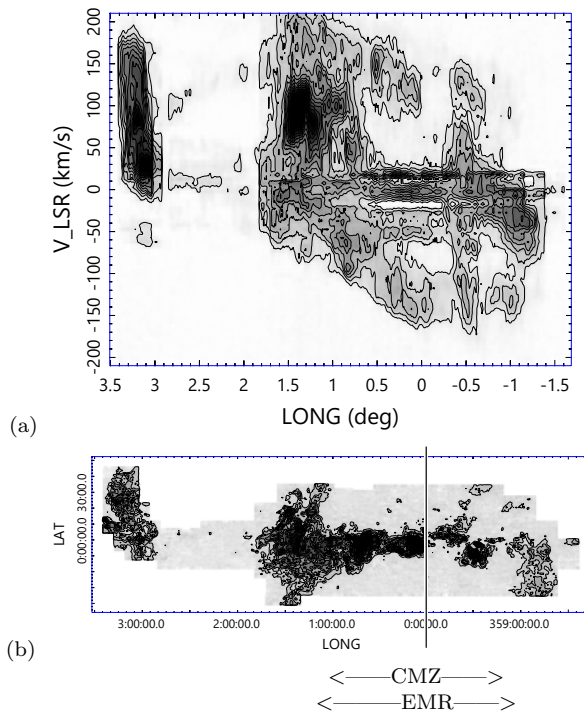 V_LSR (km/s)
200
150
100
50
0
-50
-100
-150
-200
3.5 3 2.5 2 1.5 1 0.5 0 -0.5 -1 -1.5
LONG (deg)
(a)
LAT
30:00.0
0:00:00.0
3:00:00.0 2:00:00.0 1:00:00.0 0:00:00.0 359:00:00.0
LONG
(b)
<——CMZ——>
<———EMR———>